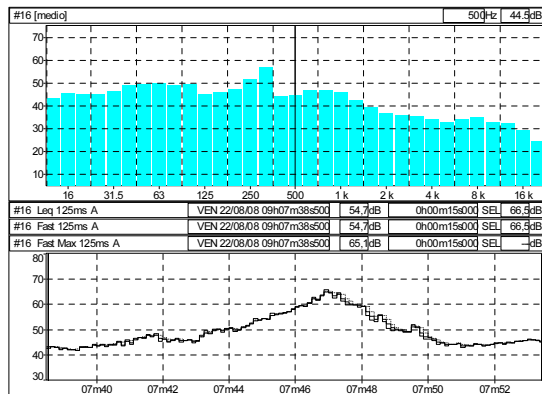 #16 [medio] 500Hz 44.5dB
70
60
50
40
30
20
10
16 31.5 63 125 250 500 1 k 2 k 4 k 8 k 16 k
#16 Leq 125ms A VEN 22/08/08 09h07m38s500 54,7dB 0h00m15s000 SEL 66,5dB
#16 Fast 125ms A VEN 22/08/08 09h07m38s500 54,7dB 0h00m15s000 SEL 66,5dB
#16 Fast Max 125ms A VEN 22/08/08 09h07m38s500 65,1dB 0h00m15s000 SEL ---dB
80
70
60
50
40
30
07m40 07m42 07m44 07m46 07m48 07m50 07m52